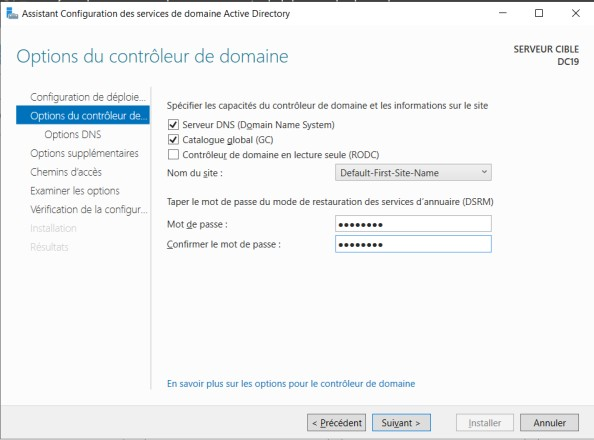 Assistant Configuration des services de domaine Active Directory
Options du contrôleur de domaine
SERVEUR CIBLE
DC19
Configuration de déploie...
Options du contrôleur de...
Options DNS
Options supplémentaires
Chemins d'accès
Examiner les options
Vérification de la configur...
Installation
Résultats
Spécifier les capacités du contrôleur de domaine et les informations sur le site
Serveur DNS (Domain Name System)
Catalogue global (GC)
Contrôleur de domaine en lecture seule (RODC)
Nom du site :
Default-First-Site-Name
Taper le mot de passe du mode de restauration des services d'annuaire (DSRM)
Mot de passe :
••••••••
Confirmer le mot de passe :
••••••••
En savoir plus sur les options pour le contrôleur de domaine
< Précédent
Suivant >
Installer
Annuler